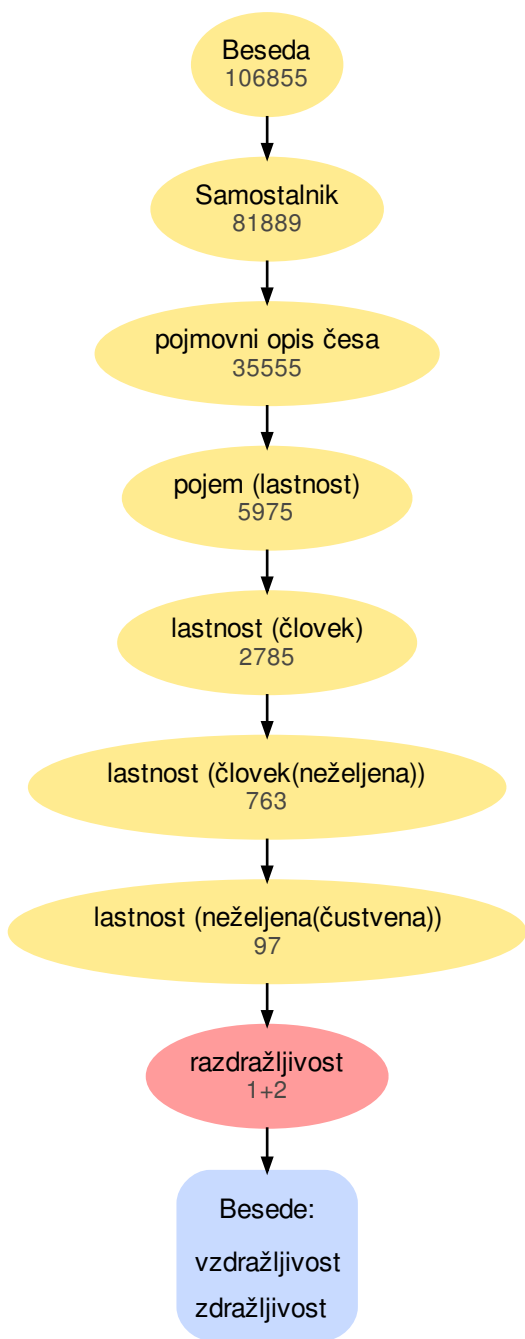 Beseda
106855
Samostalnik
81889
pojmovni opis česa
35555
pojem (lastnost)
5975
lastnost (človek)
2785
lastnost (človek(neželjena))
763
lastnost (neželjena(čustvena))
97
razdražljivost
1+2
Besede:
vzdražljivost
zdražljivost